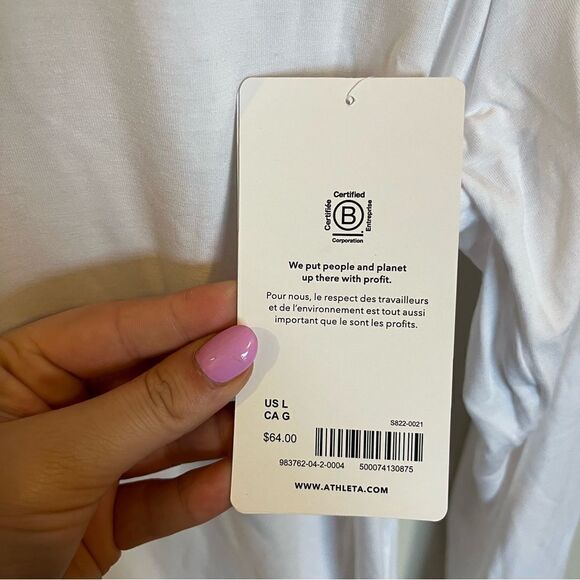 Certified
Certifiée
B
Entreprise
Corporation
We put people and planet
up there with profit.
Pour nous, le respect des travailleurs
et de l'environnement est tout aussi
important que le sont les profits.
US L
CA G
S822-0021
$64.00
983762-04-2-0004 500074130875
WWW.ATHLETA.COM